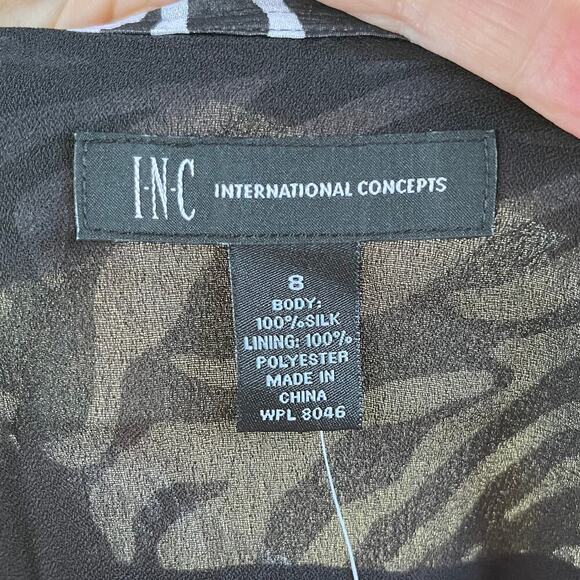 I·N·C INTERNATIONAL CONCEPTS
8
BODY:
100%SILK
LINING: 100%
POLYESTER
MADE IN
CHINA
WPL 8046